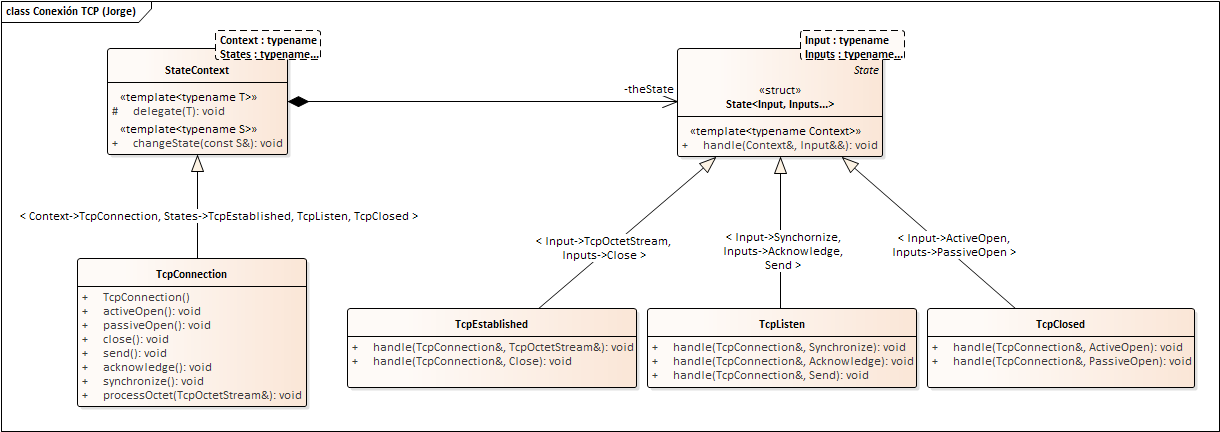 class Conexión TCP (Jorge)
Context : typename
States : typename...
StateContext
«template<typename T>»
# delegate(T): void
«template<typename S>»
+ changeState(const S&): void
-theState
Input : typename
Inputs : typename...
State
«struct»
State<Input, Inputs...>
«template<typename Context>»
+ handle(Context&, Input&&): void
< Context->TcpConnection, States->TcpEstablished, TcpListen, TcpClosed >
< Input->TcpOctetStream,
Inputs->Close >
< Input->Synchornize,
Inputs->Acknowledge,
Send >
< Input->ActiveOpen,
Inputs->PassiveOpen >
TcpConnection
+ TcpConnection()
+ activeOpen(): void
+ passiveOpen(): void
+ close(): void
+ send(): void
+ acknowledge(): void
+ synchronize(): void
+ processOctet(TcpOctetStream&): void
TcpEstablished
+ handle(TcpConnection&, TcpOctetStream&): void
+ handle(TcpConnection&, Close): void
TcpListen
+ handle(TcpConnection&, Synchronize): void
+ handle(TcpConnection&, Acknowledge): void
+ handle(TcpConnection&, Send): void
TcpClosed
+ handle(TcpConnection&, ActiveOpen): void
+ handle(TcpConnection&, PassiveOpen): void